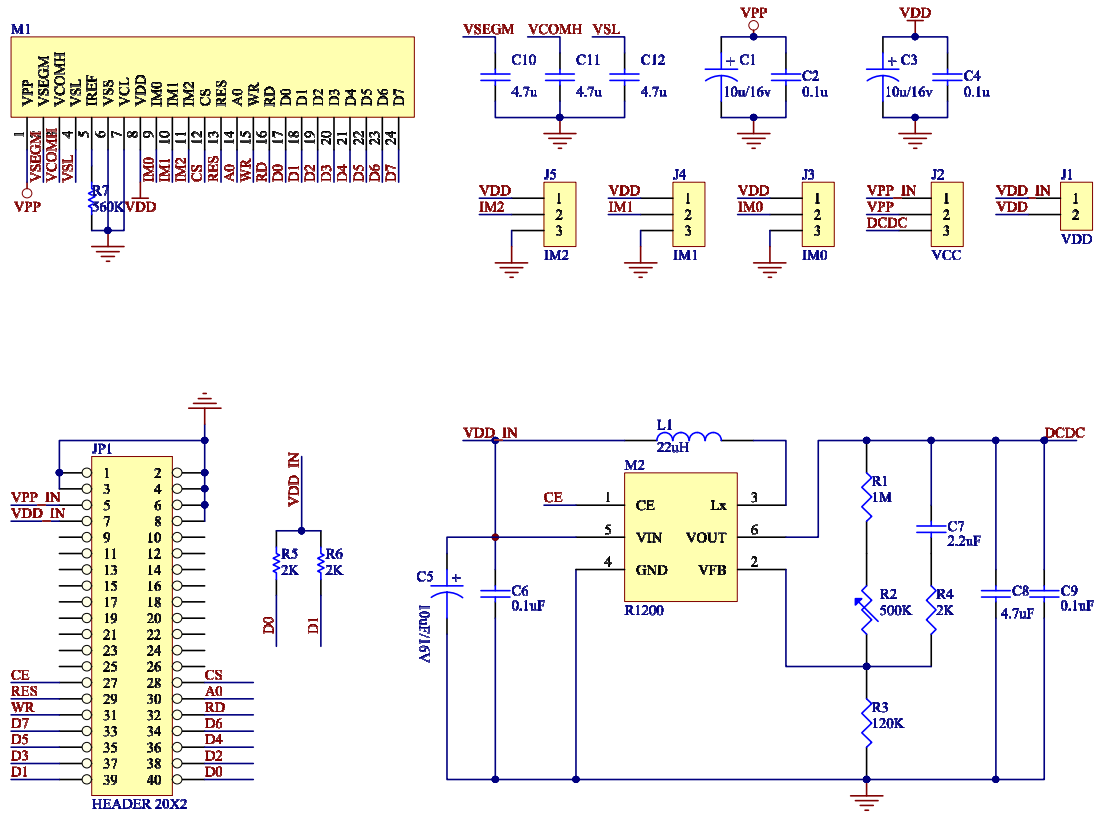 M1
VPP
VSEGM
VCOMH
VSL
IREF
VSS
VCL
VDD
IM0
IM1
IM2
CS
RES
A0
WR
RD
D0
D1
D2
D3
D4
D5
D6
D7
1
4
5
6
7
8
9
10
11
12
13
14
15
16
17
18
19
20
21
22
23
24
VSEGM
VCOMH
VSL
IM0
IM1
IM2
CS
RES
A0
WR
RD
D0
D1
D2
D3
D4
D5
D6
D7
VPP
R7
560K
VDD
VSEGM VCOMH VSL
C10 C11 C12
4.7u 4.7u 4.7u
VPP
+ C1
10u/16v
C2
0.1u
VDD
+ C3
10u/16v
C4
0.1u
J5
VDD 1
IM2 2
3
IM2
J4
VDD 1
IM1 2
3
IM1
J3
VDD 1
IM0 2
3
IM0
J2
VPP_IN 1
VPP 2
DCDC 3
VCC
J1
VDD_IN 1
VDD 2
VDD
JP1
1 2
3 4
VPP_IN 5 6
VDD_IN 7 8
9 10
11 12
13 14
15 16
17 18
19 20
21 22
23 24
25 26
CE 27 28 CS
RES 29 30 A0
WR 31 32 RD
D7 33 34 D6
D5 35 36 D4
D3 37 38 D2
D1 39 40 D0
HEADER 20X2
VDD_IN
R5
2K
R6
2K
D0
D1
VDD_IN
L1
22uH
DCDC
M2
CE 1 CE Lx 3
5 VIN VOUT 6
4 GND VFB 2
R1200
C5 +
10uF/16V
C6
0.1uF
R1
1M
C7
2.2uF
R2
500K
R4
2K
C8
4.7uF
C9
0.1uF
R3
120K